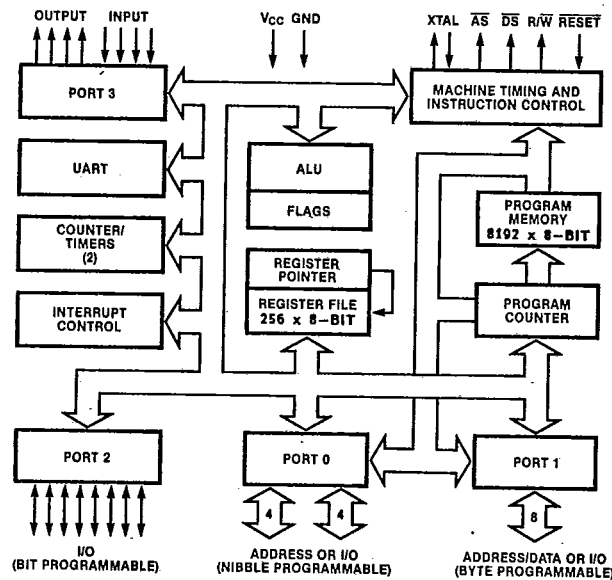 OUTPUT INPUT
VCC GND
XTAL AS DS R/W RESET
PORT 3
MACHINE TIMING AND
INSTRUCTION CONTROL
UART
ALU
FLAGS
COUNTER/
TIMERS
(2)
PROGRAM
MEMORY
8192 x 8-BIT
REGISTER
POINTER
REGISTER FILE
256 x 8-BIT
INTERRUPT
CONTROL
PROGRAM
COUNTER
PORT 2
PORT 0
PORT 1
4
4
8
I/O
(BIT PROGRAMMABLE)
ADDRESS OR I/O
(NIBBLE PROGRAMMABLE)
ADDRESS/DATA OR I/O
(BYTE PROGRAMMABLE)